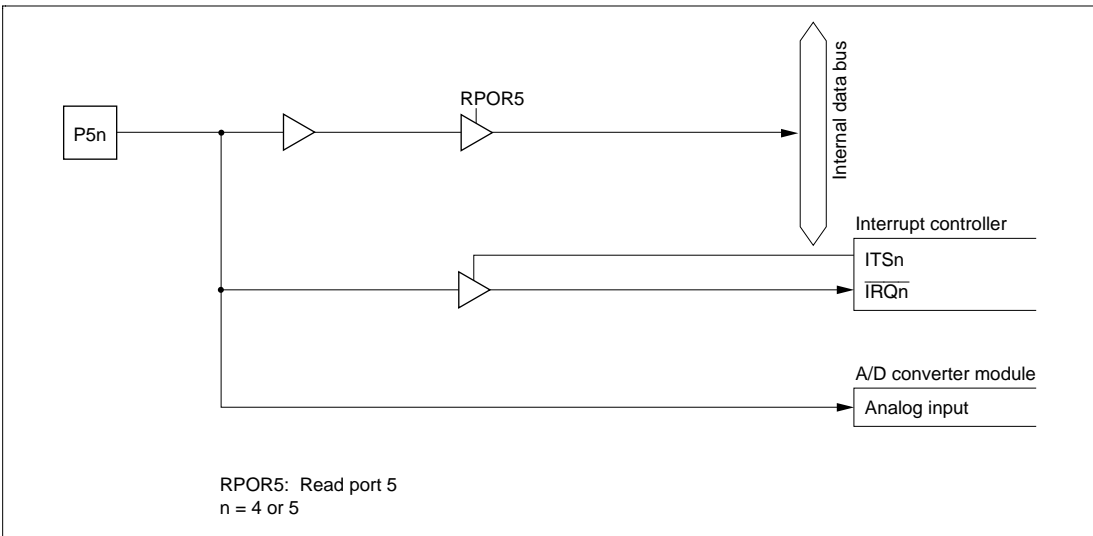 RPOR5
P5n
Internal data bus
Interrupt controller
ITSn
IRQn
A/D converter module
Analog input
RPOR5: Read port 5
n = 4 or 5